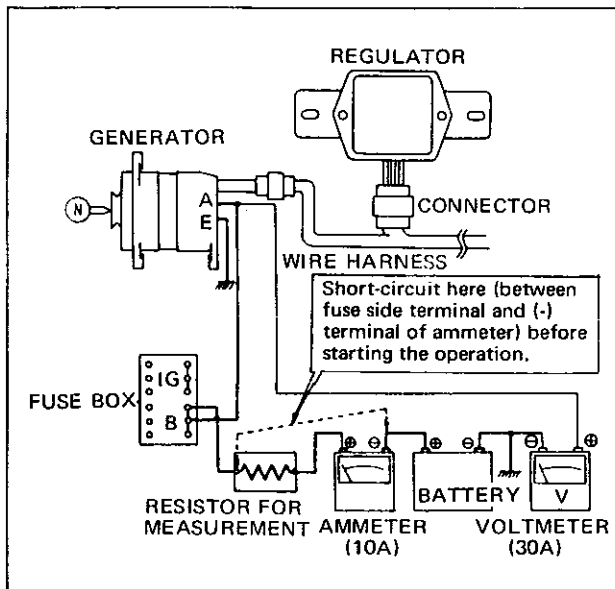 REGULATOR
GENERATOR
N
A
E
CONNECTOR
WIRE HARNESS
Short-circuit here (between
fuse side terminal and (-)
terminal of ammeter) before
starting the operation.
FUSE BOX
IG
B
⊕ ⊖ ⊕ ⊖ ⊖ ⊕
RESISTOR FOR
MEASUREMENT
AMMETER
(10A)
BATTERY
V
VOLTMETER
(30A)